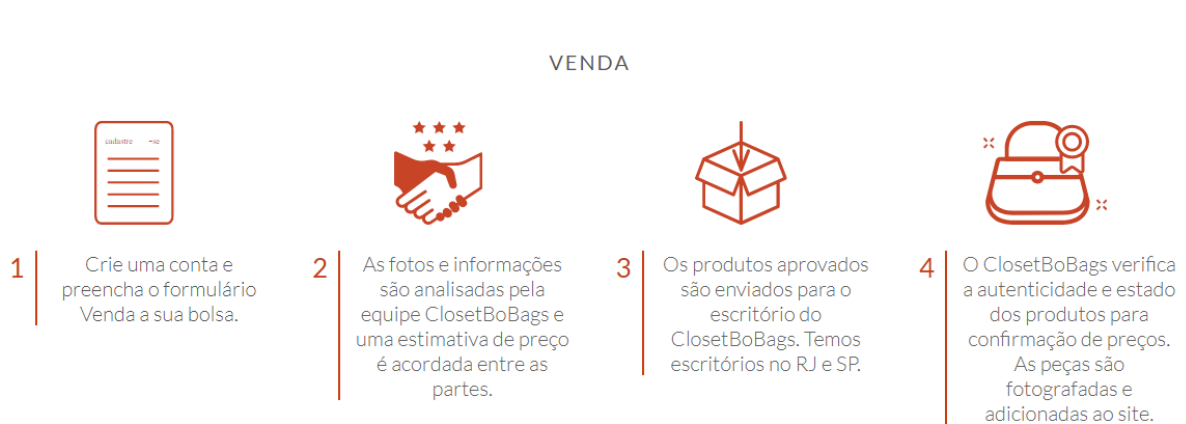 VENDA
cadastre -se
1
Crie uma conta e
preencha o formulário
Venda a sua bolsa.
2
As fotos e informações
são analisadas pela
equipe ClosetBoBags e
uma estimativa de preço
é acordada entre as
partes.
3
Os produtos aprovados
são enviados para o
escritório do
ClosetBoBags. Temos
escritórios no RJ e SP.
4
O ClosetBoBags verifica
a autenticidade e estado
dos produtos para
confirmação de preços.
As peças são
fotografadas e
adicionadas ao site.